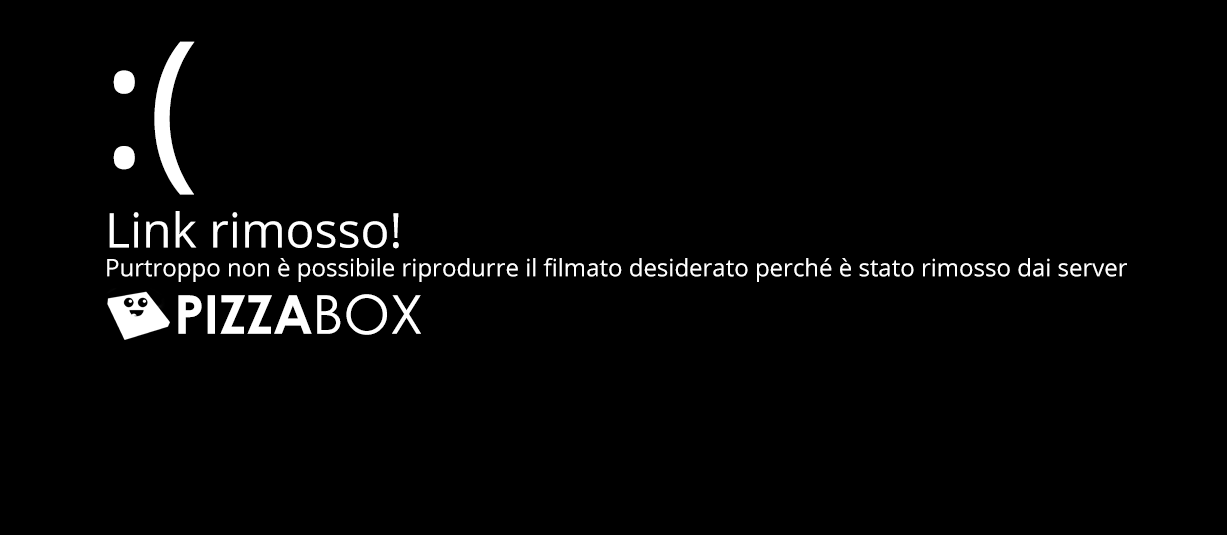 :(
Link rimosso!
Purtroppo non è possibile riprodurre il filmato desiderato perché è stato rimosso dai server
PIZZABOX